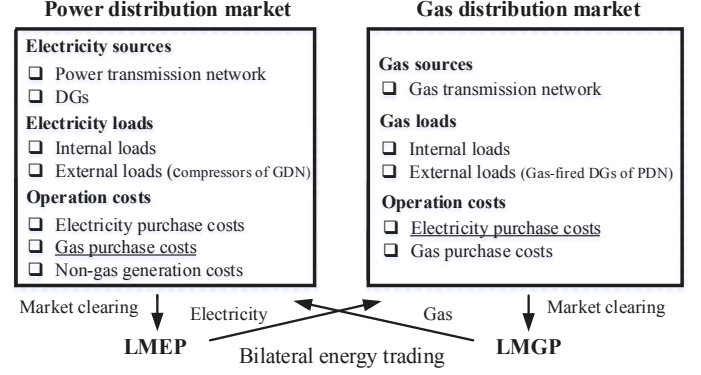 Power distribution market
Electricity sources
❑ Power transmission network
❑ DGs
Electricity loads
❑ Internal loads
❑ External loads (compressors of GDN)
Operation costs
❑ Electricity purchase costs
❑ Gas purchase costs
❑ Non-gas generation costs
Gas distribution market
Gas sources
❑ Gas transmission network
Gas loads
❑ Internal loads
❑ External loads (Gas-fired DGs of PDN)
Operation costs
❑ Electricity purchase costs
❑ Gas purchase costs
Market clearing
Electricity
Gas
Market clearing
LMEP
LMGP
Bilateral energy trading